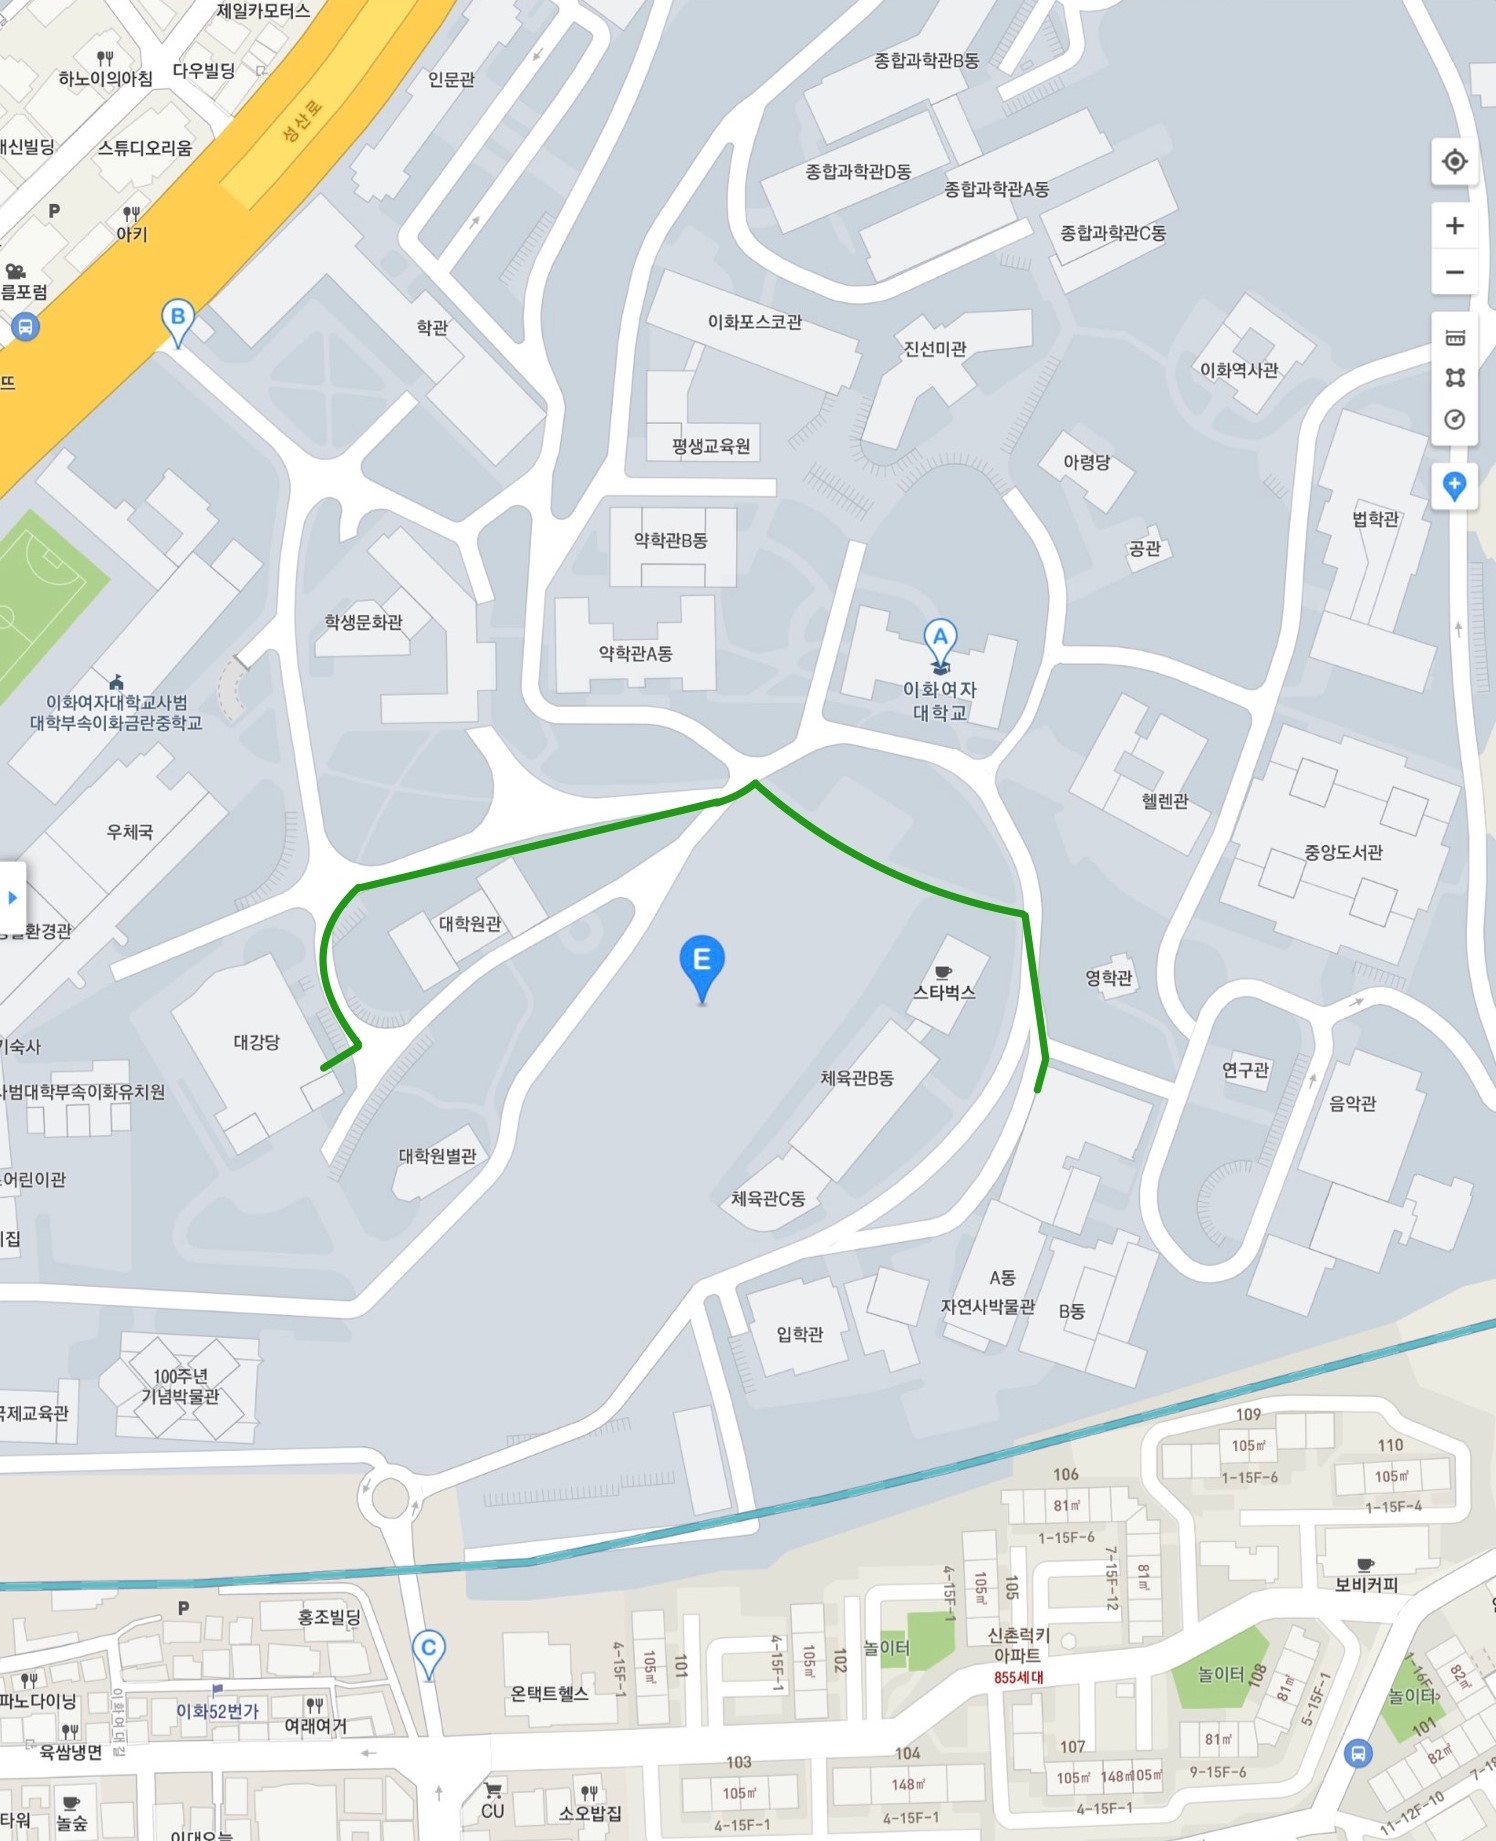 제일카모터스
하노이의아침
다우빌딩
인문관
종합과학관B동
성산로
스튜디오리움
종합과학관D동
종합과학관A동
P
아키
종합과학관C동
름포럼
B
학관
이화포스코관
진선미관
이화역사관
뜨
평생교육원
아령당
법학관
약학관B동
공관
학생문화관
약학관A동
A
이화여자
대학교
이화여자대학교사범
대학부속이화금란중학교
헬렌관
우체국
중앙도서관
대학원관
환경관
E
영학관
스타벅스
대강당
기숙사
연구관
체육관B동
사범대학부속이화유치원
음악관
대학원별관
어린이관
체육관C동
집
A동
자연사박물관
B동
입학관
100주년
기념박물관
국제교육관
109
105㎡
1-15F-6
110
105㎡
1-15F-4
106
81㎡
1-15F-6
7-15F-12
81㎡
4-15F-1
105㎡
105
보비커피
P
홍조빌딩
C
4-15F-1
105㎡
101
4-15F-1
105㎡
102
놀이터
신촌럭키
아파트
855세대
놀이터
108
81㎡
5-15F-1
놀이터
82㎡
파노다이닝
이화52번가
여래여거
온택트헬스
이화여대길
육쌈냉면
103
105㎡
4-15F-1
104
148㎡
4-15F-1
107
105㎡
148㎡
05㎡
4-15F-1
81㎡
9-15F-6
101
82㎡
11-12F-10
타워
놀숲
CU
소오밥집
이대오늘